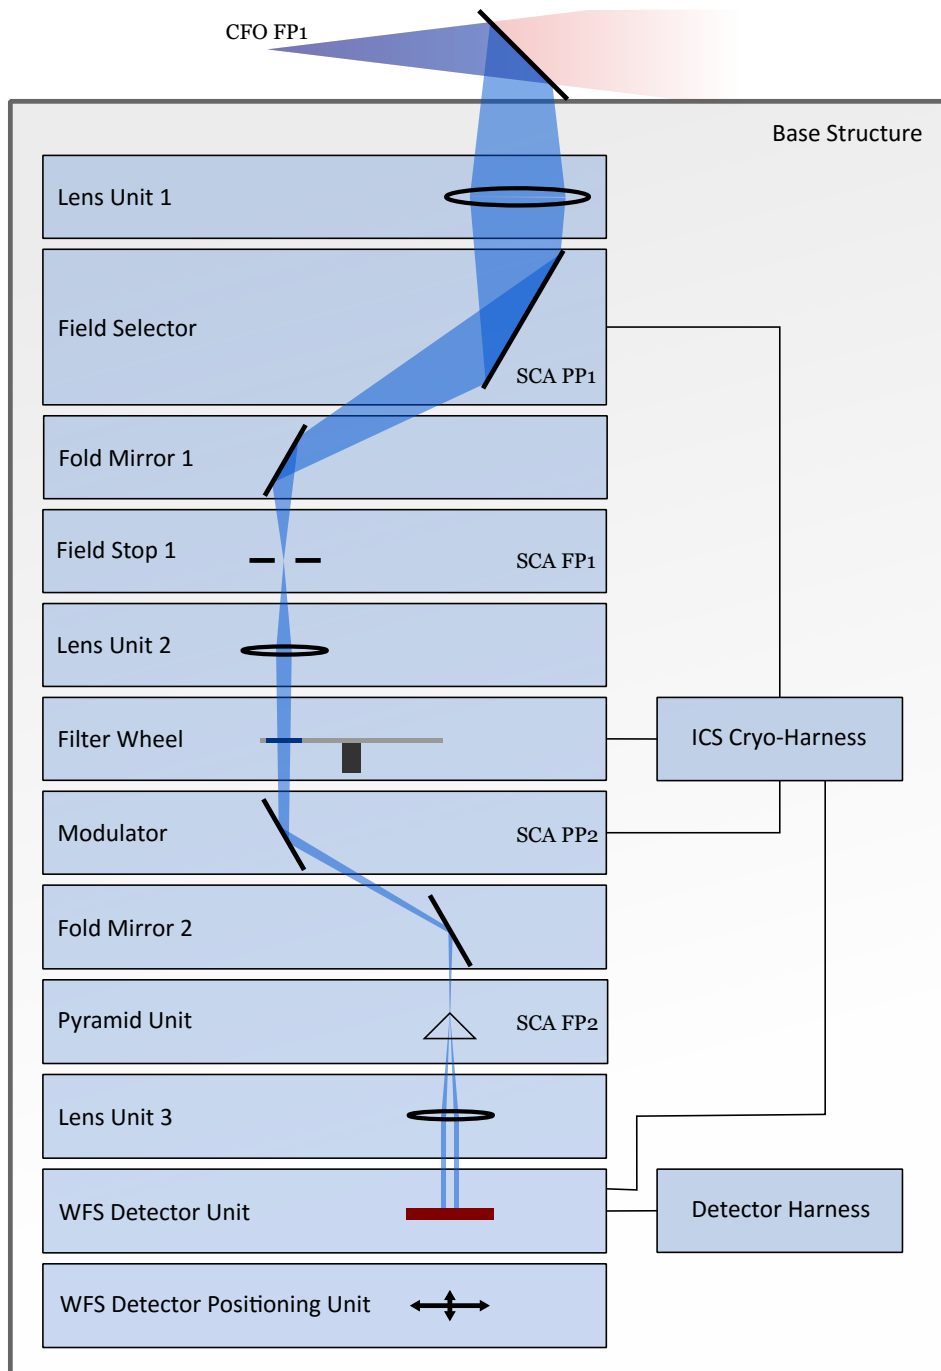 CFO FP1
Base Structure
Lens Unit 1
Field Selector
SCA PP1
Fold Mirror 1
Field Stop 1
SCA FP1
Lens Unit 2
Filter Wheel
ICS Cryo-Harness
Modulator
SCA PP2
Fold Mirror 2
Pyramid Unit
SCA FP2
Lens Unit 3
WFS Detector Unit
Detector Harness
WFS Detector Positioning Unit